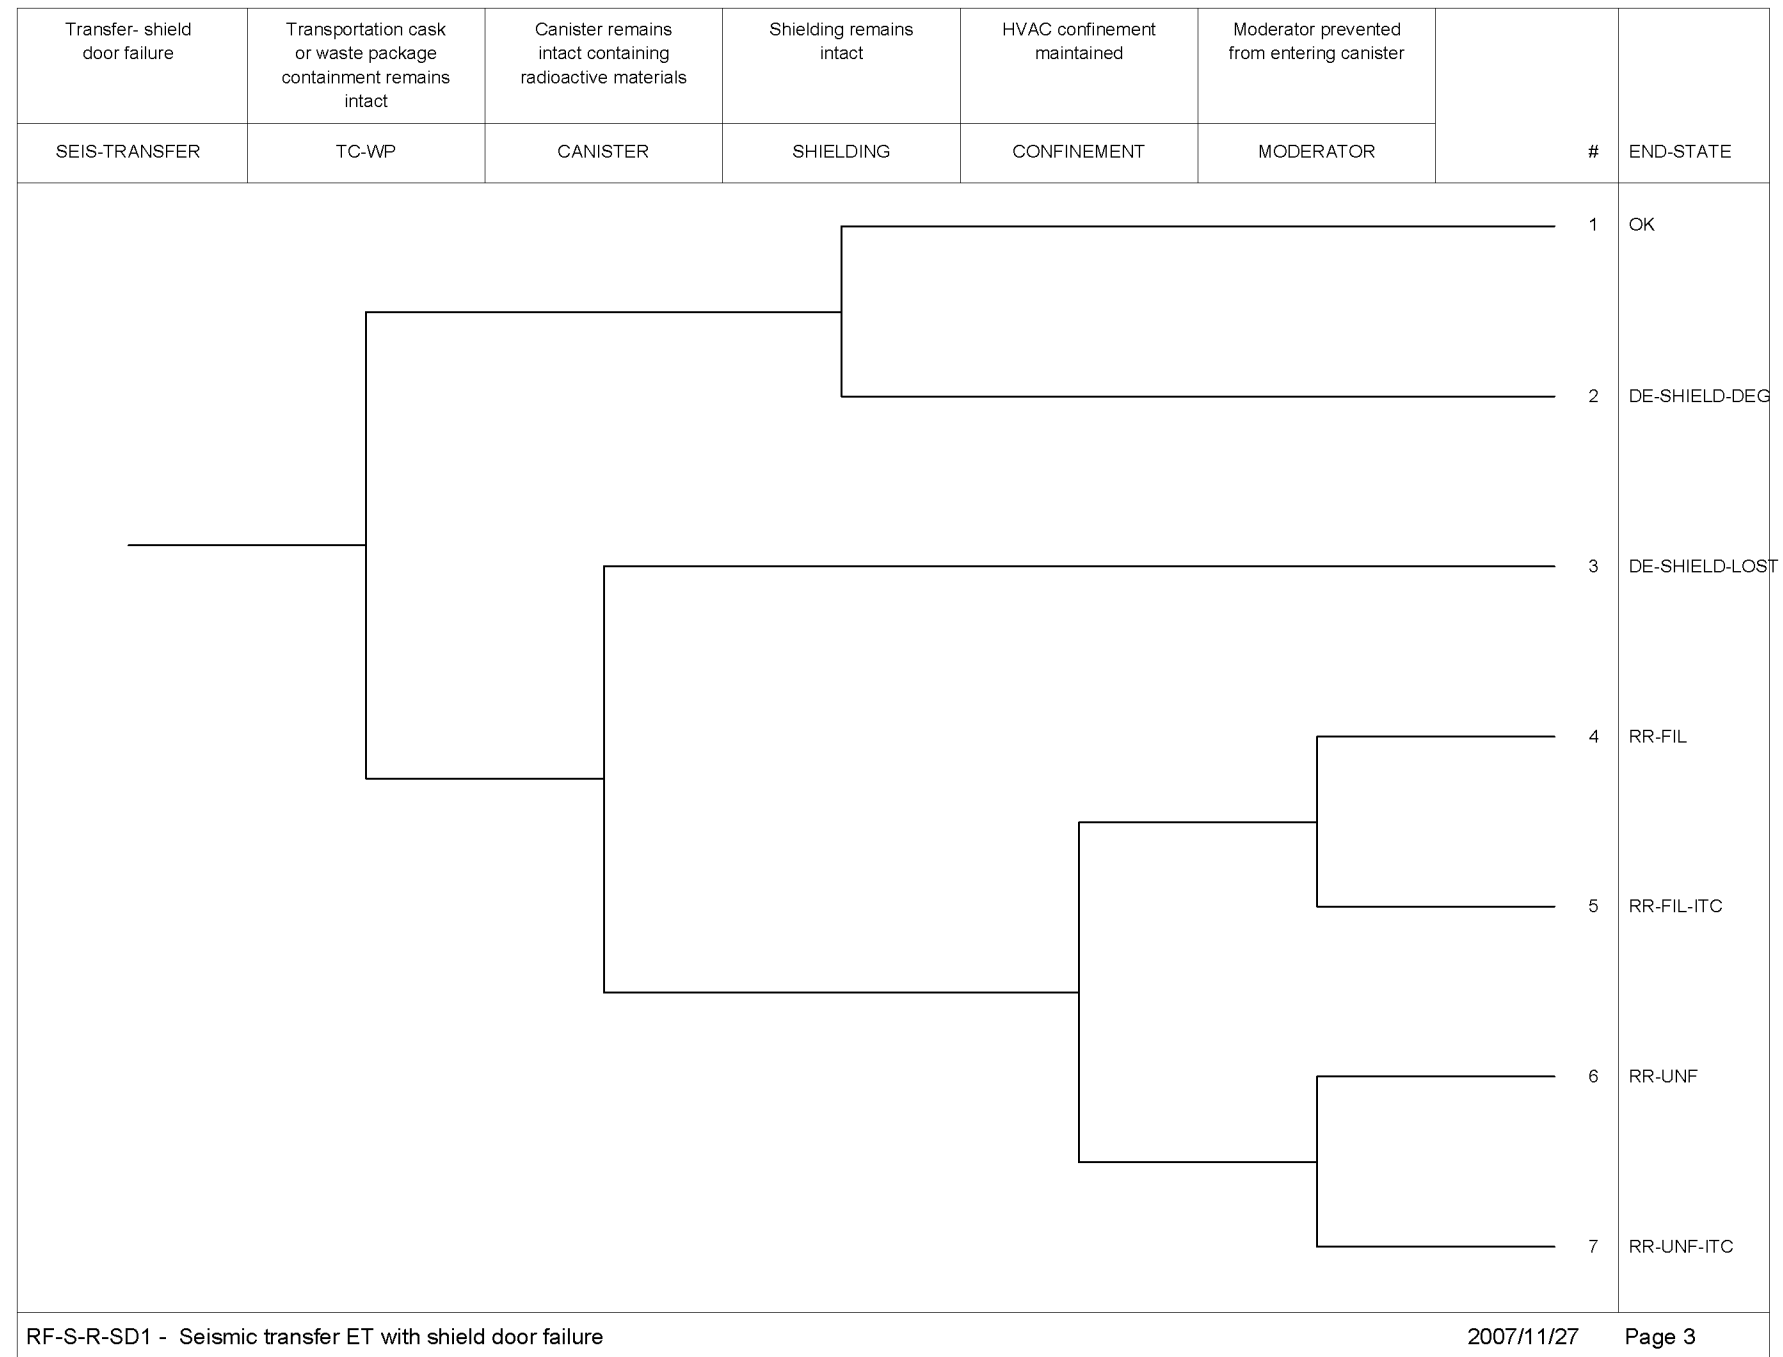 Transfer- shield
door failure
Transportation cask
or waste package
containment remains
intact
Canister remains
intact containing
radioactive materials
Shielding remains
intact
HVAC confinement
maintained
Moderator prevented
from entering canister
SEIS-TRANSFER
TC-WP
CANISTER
SHIELDING
CONFINEMENT
MODERATOR
#
END-STATE
1 OK
2 DE-SHIELD-DEG
3 DE-SHIELD-LOST
4 RR-FIL
5 RR-FIL-ITC
6 RR-UNF
7 RR-UNF-ITC
RF-S-R-SD1 - Seismic transfer ET with shield door failure
2007/11/27
Page 3